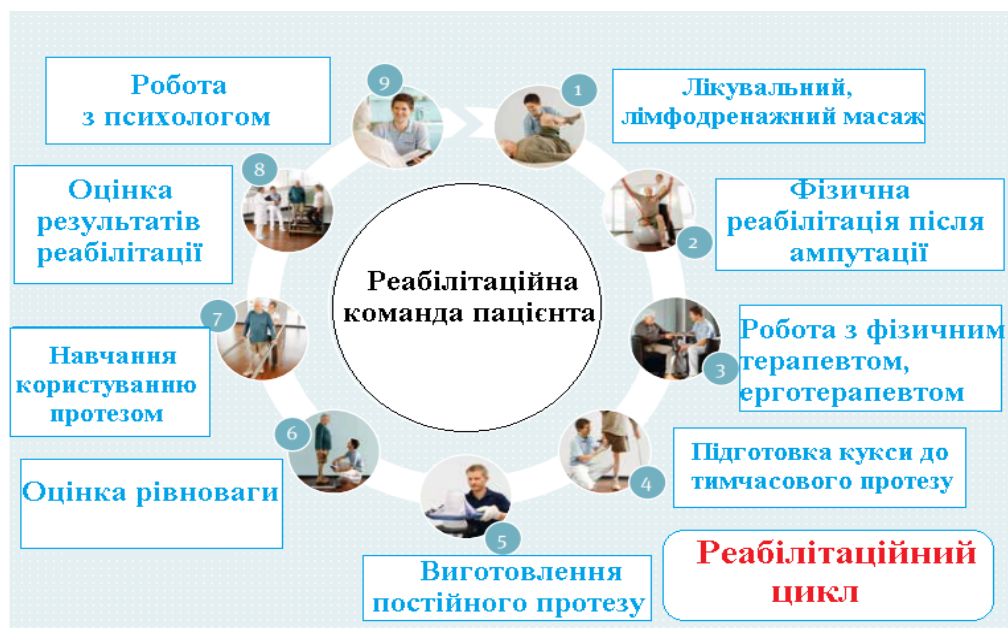 1
Лікувальний,
лімфодренажний масаж
2
Фізична
реабілітація після
ампутації
3
Робота з фізичним
терапевтом,
ерготерапевтом
4
Підготовка кукси до
тимчасового протезу
5
Виготовлення
постійного протезу
6
Оцінка рівноваги
7
Навчання
користуванню
протезом
8
Оцінка
результатів
реабілітації
9
Робота
з психологом
Реабілітаційна
команда пацієнта
Реабілітаційний
цикл